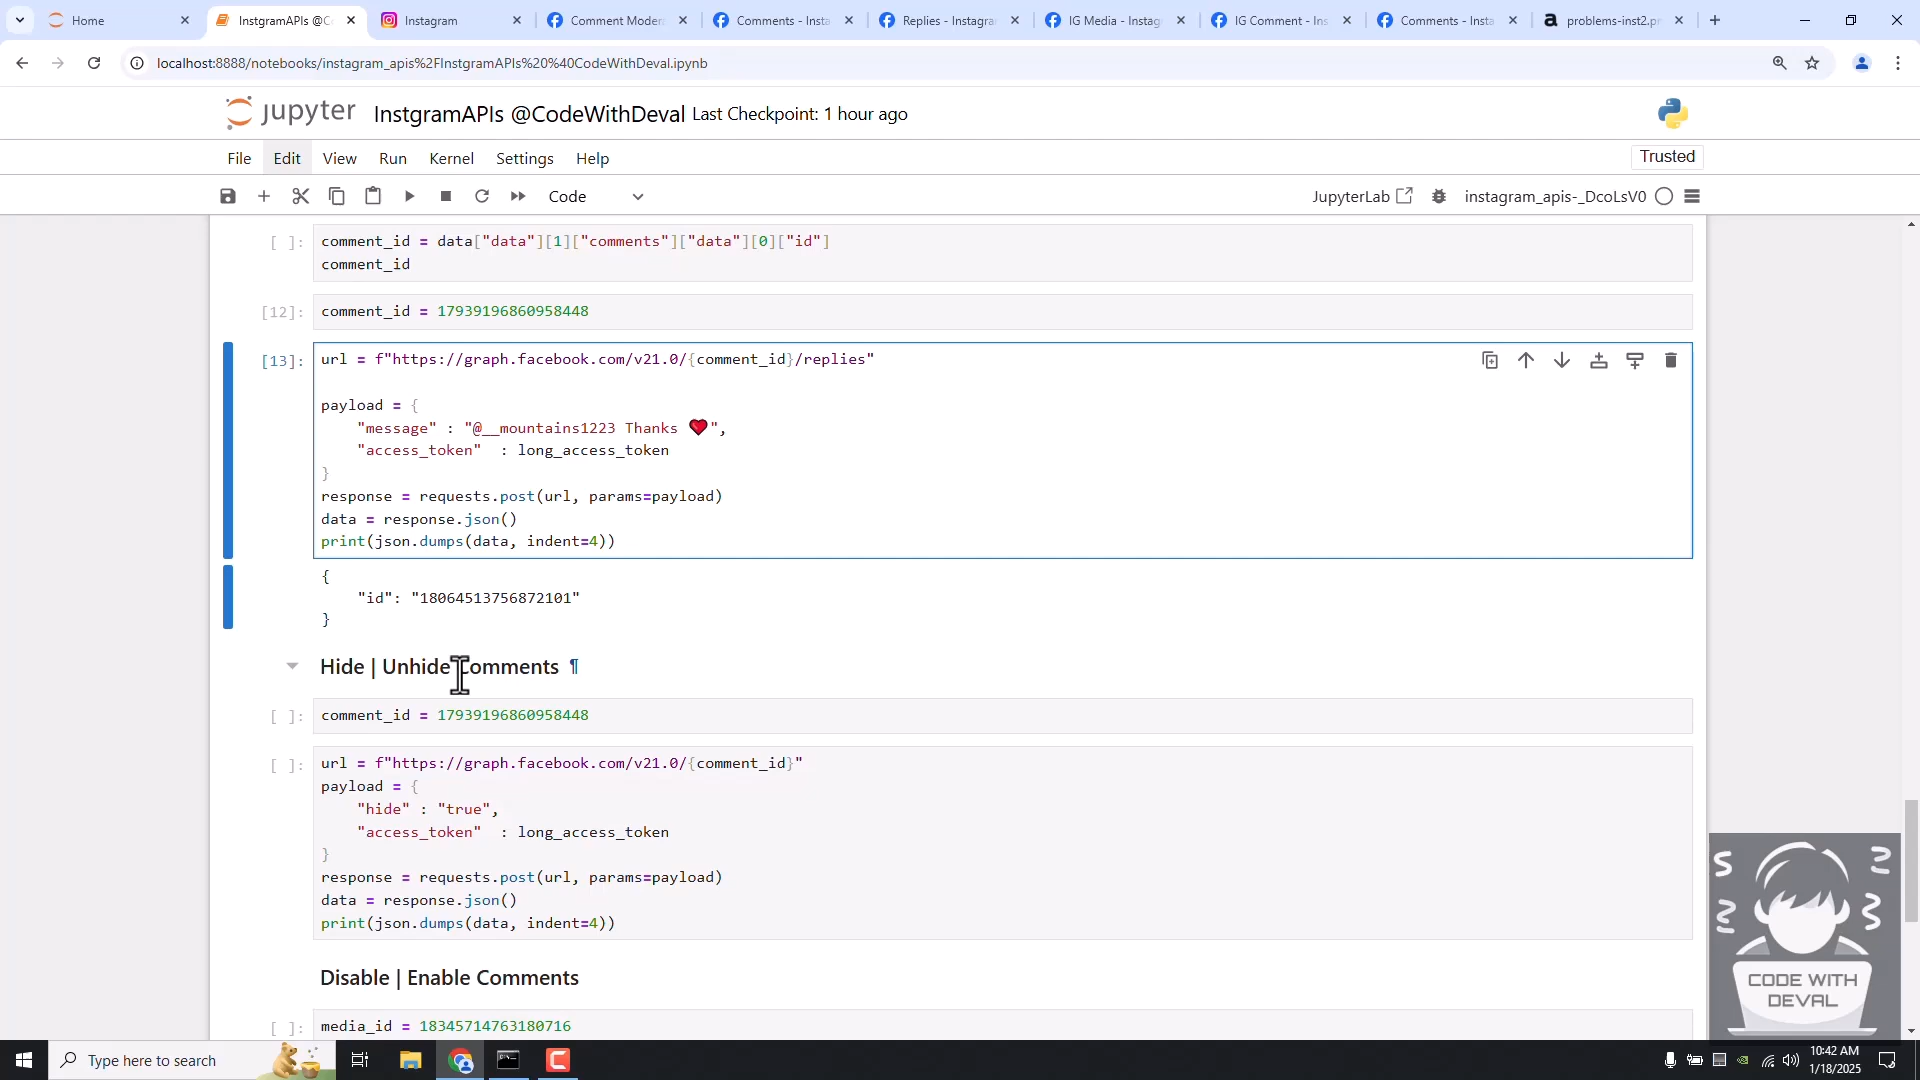 Home
InstgramAPIs @C
Instagram
Comment Moder
Comments - Insta
Replies - Instagra
IG Media - Instag
IG Comment - Ins
Comments - Insta
problems-inst2.pn
localhost:8888/notebooks/instagram_apis%2FInstgramAPIs%20%40CodeWithDeval.ipynb
jupyter InstgramAPIs @CodeWithDeval Last Checkpoint: 1 hour ago
File Edit View Run Kernel Settings Help
Trusted
Code
JupyterLab
instagram_apis-_DcoLsV0
[ ]: comment_id = data["data"][1]["comments"]["data"][0]["id"]
comment_id
[12]: comment_id = 17939196860958448
[13]: url = f"https://graph.facebook.com/v21.0/{comment_id}/replies"
payload = {
"message" : "@__mountains1223 Thanks ❤️",
"access_token" : long_access_token
}
response = requests.post(url, params=payload)
data = response.json()
print(json.dumps(data, indent=4))
{
"id": "18064513756872101"
}
Hide | Unhide Comments ¶
[ ]: comment_id = 17939196860958448
[ ]: url = f"https://graph.facebook.com/v21.0/{comment_id}"
payload = {
"hide" : "true",
"access_token" : long_access_token
}
response = requests.post(url, params=payload)
data = response.json()
print(json.dumps(data, indent=4))
Disable | Enable Comments
[ ]: media_id = 18345714763180716
CODE WITH
DEVAL
Type here to search
10:42 AM
1/18/2025